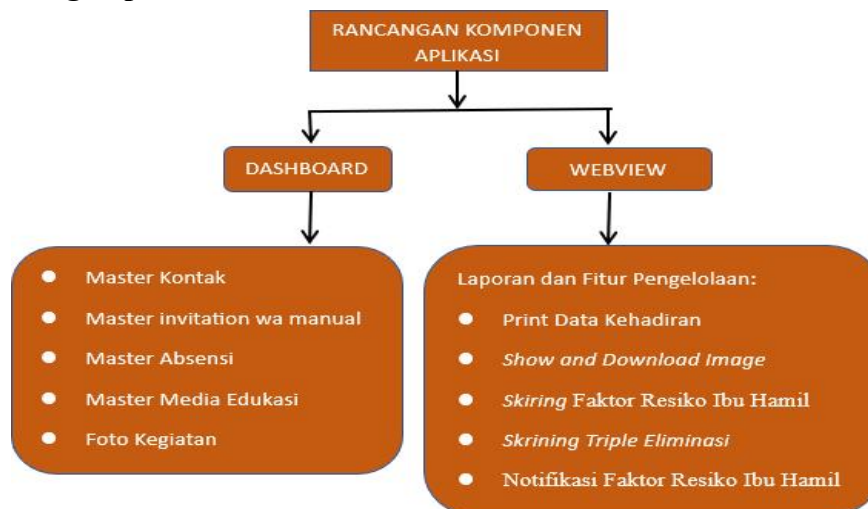 RANCANGAN KOMPONEN
APLIKASI
DASHBOARD
WEBVIEW
Master Kontak
Master invitation wa manual
Master Absensi
Master Media Edukasi
Foto Kegiatan
Laporan dan Fitur Pengelolaan:
Print Data Kehadiran
Show and Download Image
Skiring Faktor Resiko Ibu Hamil
Skrining Triple Eliminasi
Notifikasi Faktor Resiko Ibu Hamil